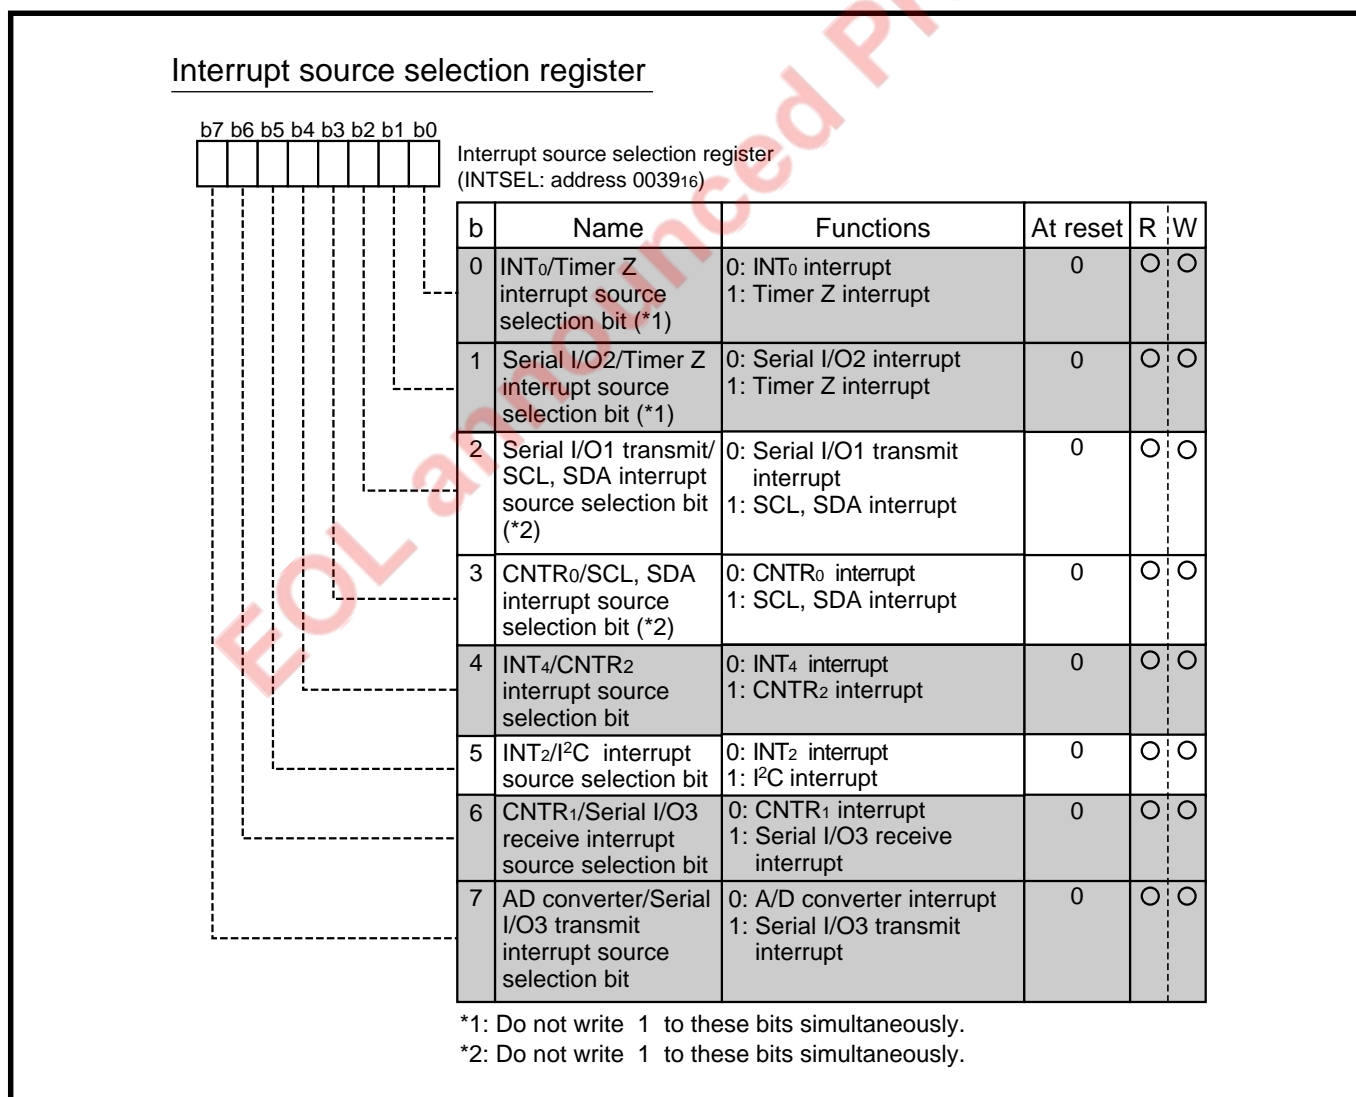 Interrupt source selection register
b7 b6 b5 b4 b3 b2 b1 b0
Interrupt source selection register
(INTSEL: address 003916)
b Name Functions At reset R W
0 INT0/Timer Z interrupt source selection bit (*1) 0: INT0 interrupt 1: Timer Z interrupt 0 O O
1 Serial I/O2/Timer Z interrupt source selection bit (*1) 0: Serial I/O2 interrupt 1: Timer Z interrupt 0 O O
2 Serial I/O1 transmit/ SCL, SDA interrupt source selection bit (*2) 0: Serial I/O1 transmit interrupt 1: SCL, SDA interrupt 0 O O
3 CNTR0/SCL, SDA interrupt source selection bit (*2) 0: CNTR0 interrupt 1: SCL, SDA interrupt 0 O O
4 INT4/CNTR2 interrupt source selection bit 0: INT4 interrupt 1: CNTR2 interrupt 0 O O
5 INT2/I2C interrupt source selection bit 0: INT2 interrupt 1: I2C interrupt 0 O O
6 CNTR1/Serial I/O3 receive interrupt source selection bit 0: CNTR1 interrupt 1: Serial I/O3 receive interrupt 0 O O
7 AD converter/Serial I/O3 transmit interrupt source selection bit 0: A/D converter interrupt 1: Serial I/O3 transmit interrupt 0 O O
*1: Do not write 1 to these bits simultaneously.
*2: Do not write 1 to these bits simultaneously.
EOL announced